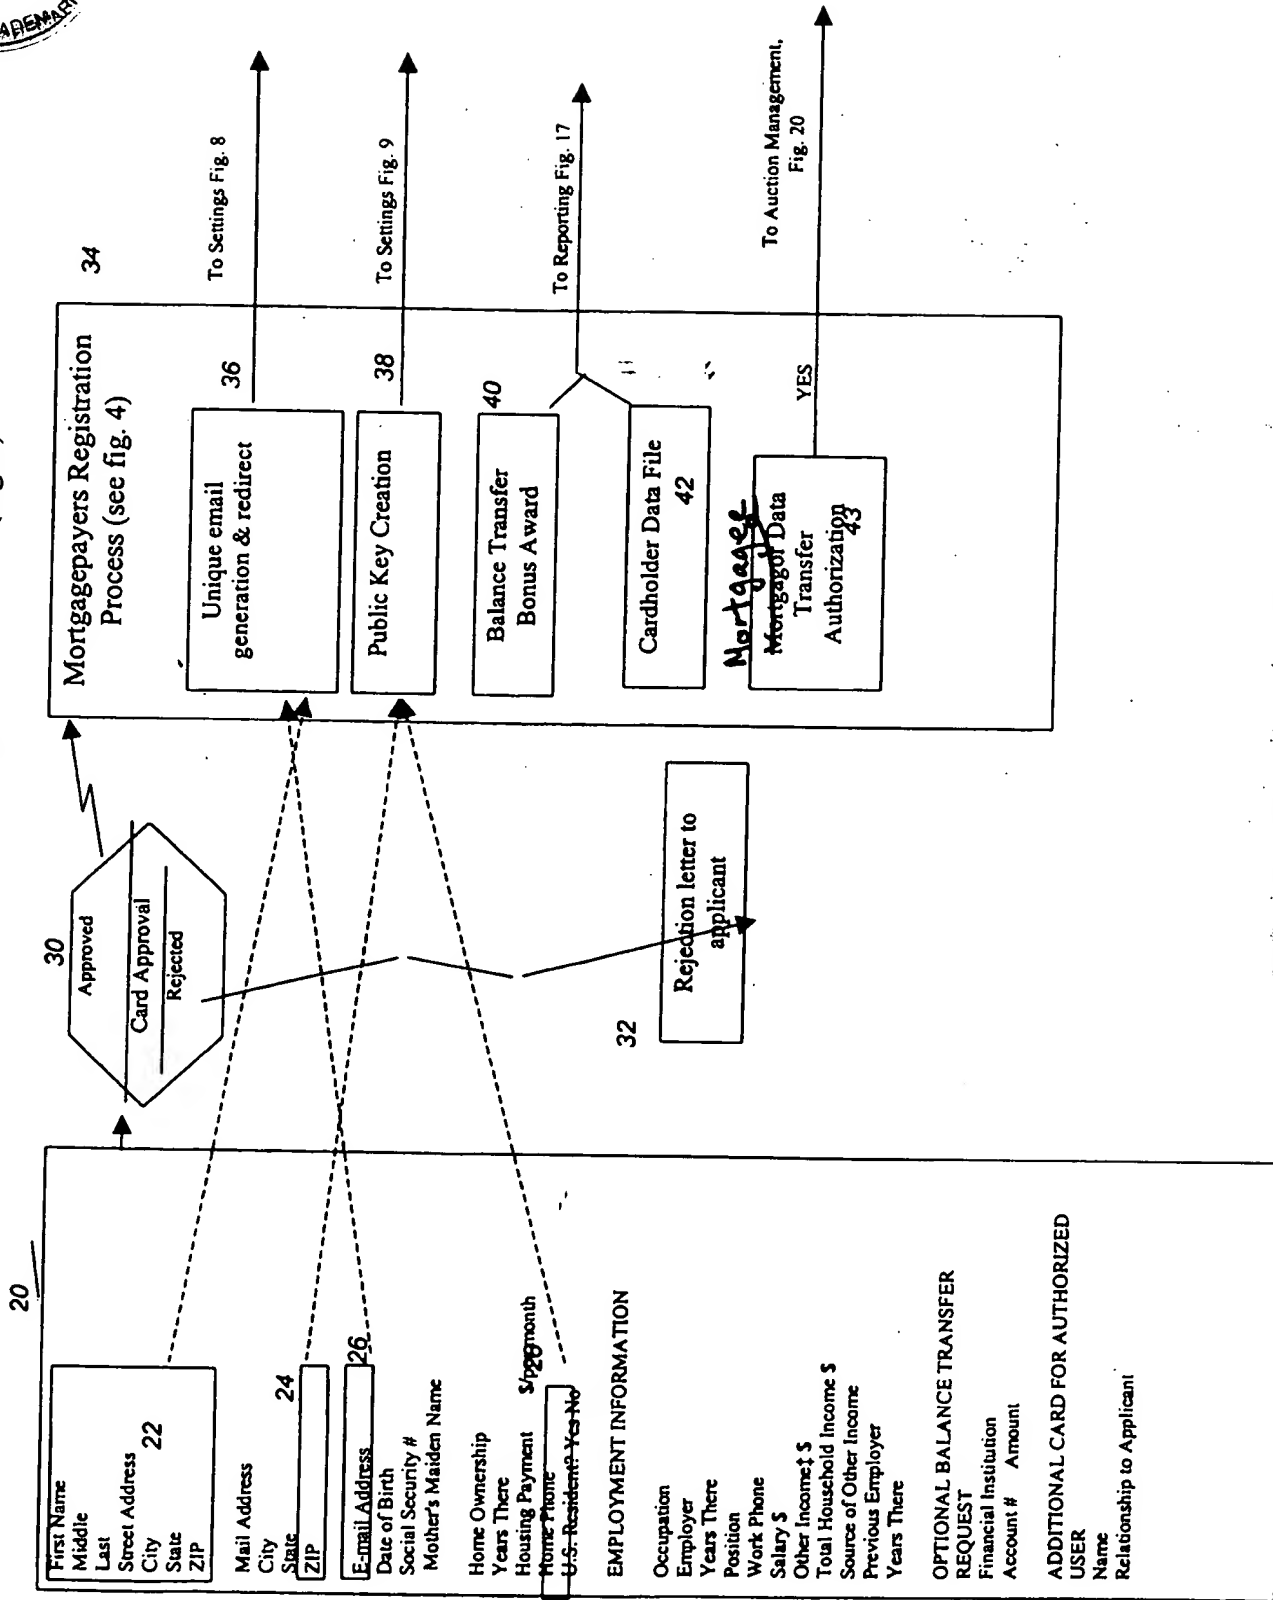 20
First Name
Middle
Last
Street Address
22
City
State
ZIP
Mail Address
City
State
24
ZIP
E-mail Address
26
Date of Birth
Social Security #
Mother's Maiden Name
Home Ownership
Years There
Housing Payment
Home Phone
U.S. Resident? Yes No
EMPLOYMENT INFORMATION
Occupation
Employer
Years There
Position
Work Phone
Salary $
Other Income‡ $
Total Household Income $
Source of Other Income
Previous Employer
Years There
OPTIONAL BALANCE TRANSFER
REQUEST
Financial Institution
Account # Amount
ADDITIONAL CARD FOR AUTHORIZED
USER
Name
Relationship to Applicant
30
Approved
Card Approval
Rejected
32
Rejection letter to
applicant
34
Mortgagepayers Registration
Process (see fig. 4)
36
Unique email
generation & redirect
38
Public Key Creation
40
Balance Transfer
Bonus Award
Cardholder Data File
42
Mortgagee
Mortgagor Data
Transfer
Authorization
43
YES
To Settings Fig. 8
To Settings Fig. 9
To Reporting Fig. 17
To Auction Management,
Fig. 20